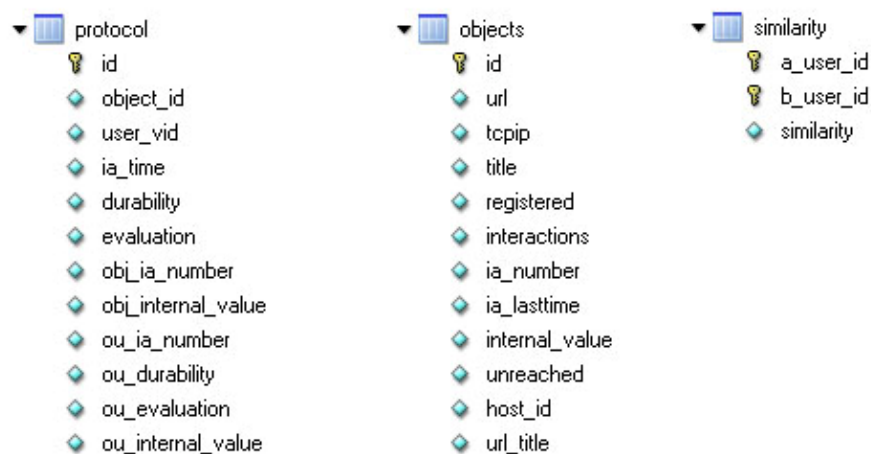 protocol
id
object_id
user_vid
ia_time
durability
evaluation
obj_ia_number
obj_internal_value
ou_ia_number
ou_durability
ou_evaluation
ou_internal_value
objects
id
url
tcpip
title
registered
interactions
ia_number
ia_lasttime
internal_value
unreached
host_id
url_title
similarity
a_user_id
b_user_id
similarity